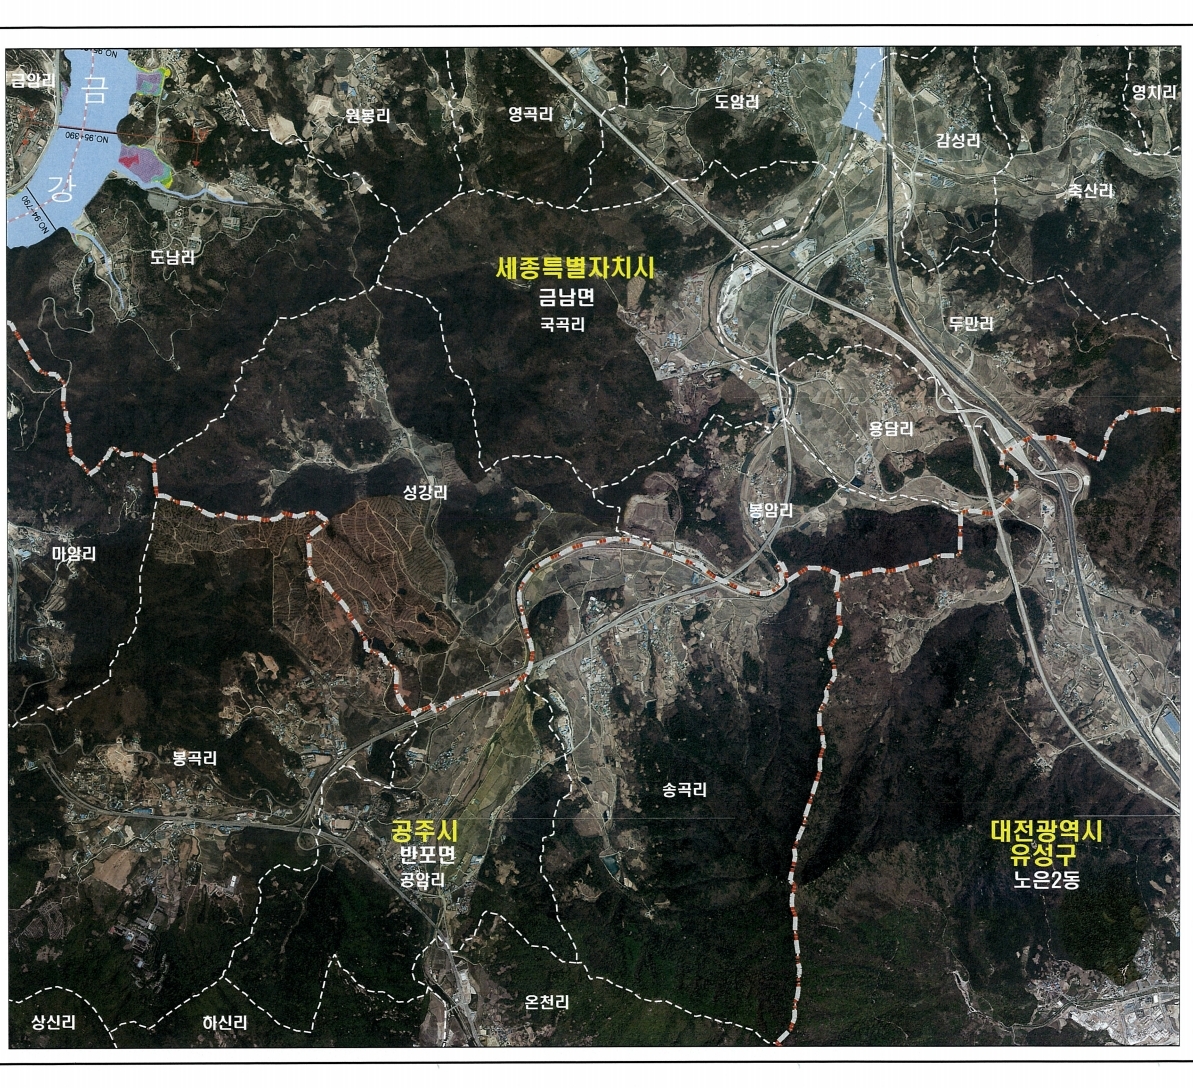 NO.95+390
NO.94+790
금암리
금
강
원봉리
영곡리
도암리
영치리
감성리
축산리
도남리
세종특별자치시
금남면
국곡리
두만리
용담리
성강리
봉암리
마암리
봉곡리
송곡리
공주시
반포면
공암리
대전광역시
유성구
노은2동
상신리
하신리
온천리